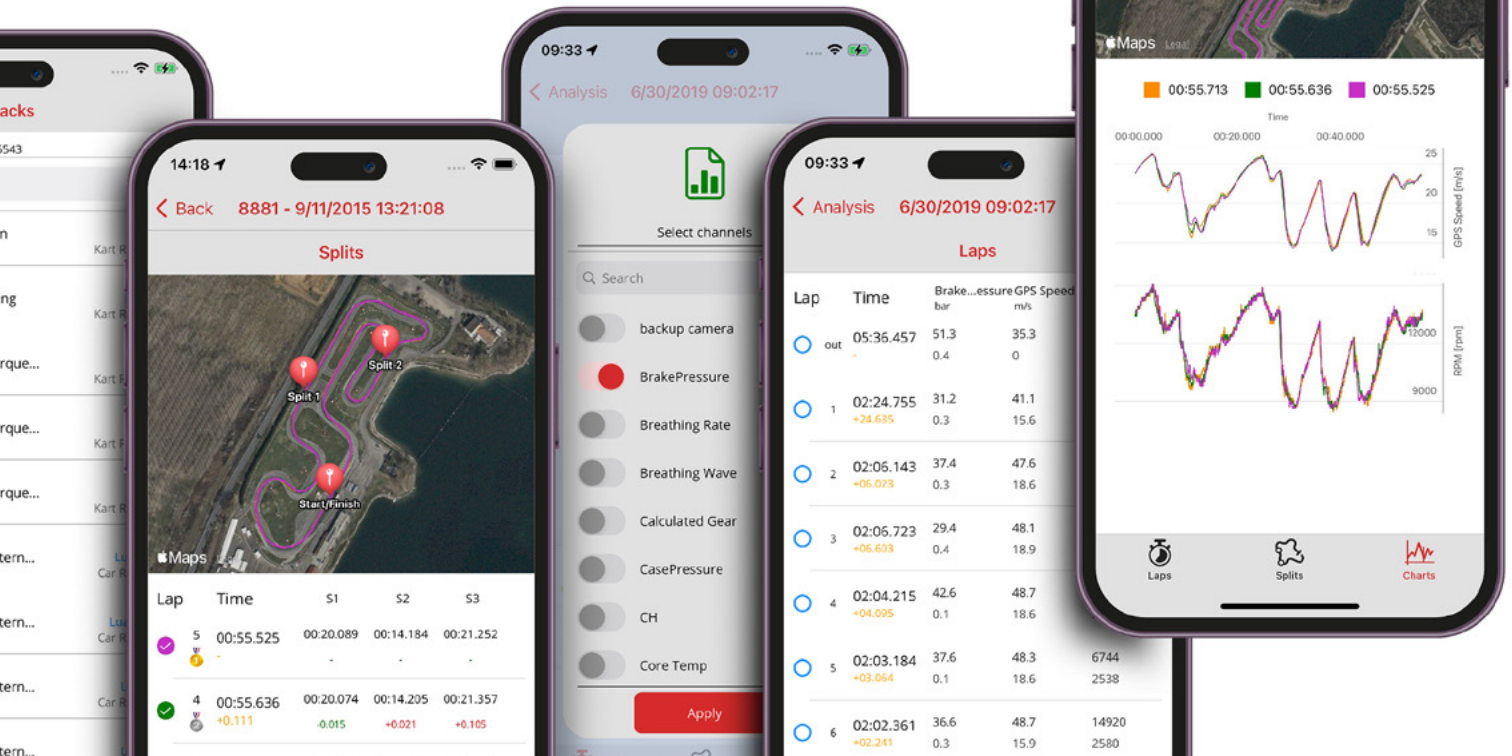 acks
6543
n
Kart R
ng
Kart R
rque...
Kart R
rque...
Kart R
rque...
Kart R
tern...
Lu
Car R
tern...
Lua
Car R
tern...
L
Car R
tern...
14:18
Back 8881 - 9/11/2015 13:21:08
Splits
Split 2
Split 1
Start/Finish
Maps
Lap Time S1 S2 S3
5 00:55.525 00:20.089 00:14.184 00:21.252
- - - -
4 00:55.636 00:20.074 00:14.205 00:21.357
+0.111 -0.015 +0.021 +0.105
09:33
Analysis 6/30/2019 09:02:17
Select channels
Search
backup camera
BrakePressure
Breathing Rate
Breathing Wave
Calculated Gear
CasePressure
CH
Core Temp
Apply
09:33
Analysis 6/30/2019 09:02:17
Laps
Lap Time Brake...essure GPS Speed
bar m/s
out 05:36.457 51.3 35.3
- 0.4 0
1 02:24.755 31.2 41.1
+24.635 0.3 15.6
2 02:06.143 37.4 47.6
+06.023 0.3 18.6
3 02:06.723 29.4 48.1
+06.603 0.4 18.9
4 02:04.215 42.6 48.7
+04.095 0.1 18.6
5 02:03.184 37.6 48.3 6744
+03.064 0.1 18.6 2538
6 02:02.361 36.6 48.7 14920
+02.241 0.3 15.9 2580
Maps Legal
00:55.713 00:55.636 00:55.525
Time
00:00.000 00:20.000 00:40.000
25
20
15
GPS Speed [m/s]
12000
9000
RPM [rpm]
Laps Splits Charts